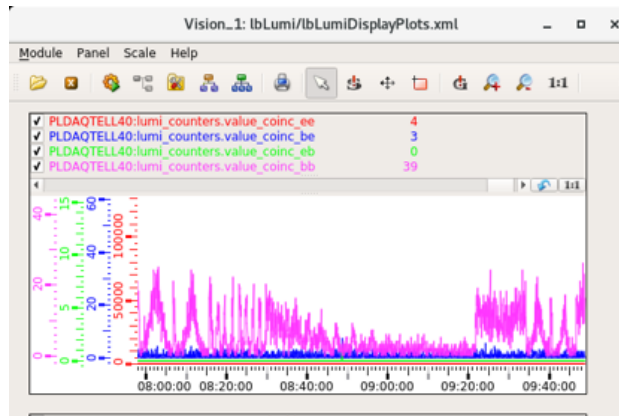 Vision_1: lbLumi/lbLumiDisplayPlots.xml
Module Panel Scale Help
1:1
PLDAQTELL40:lumi_counters.value_coinc_ee 4
PLDAQTELL40:lumi_counters.value_coinc_be 3
PLDAQTELL40:lumi_counters.value_coinc_eb 0
PLDAQTELL40:lumi_counters.value_coinc_bb 39
1:1
40 20 0
15 10 5 0
60 40 20 0
100000 50000 0
08:00:00 08:20:00 08:40:00 09:00:00 09:20:00 09:40:00